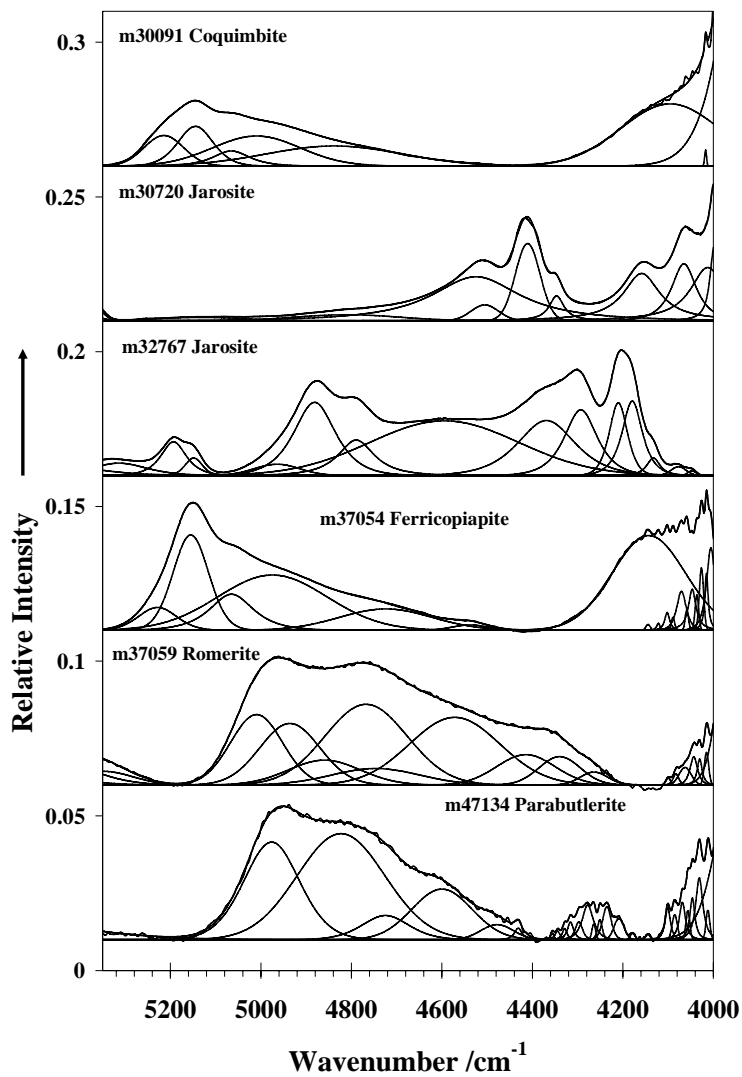 0.3
m30091 Coquimbite
m30720 Jarosite
0.25
0.2
m32767 Jarosite
0.15
m37054 Ferricopiapite
0.1
m37059 Romerite
m47134 Parabutlerite
0.05
0
Relative Intensity
5200 5000 4800 4600 4400 4200 4000
Wavenumber /cm-1